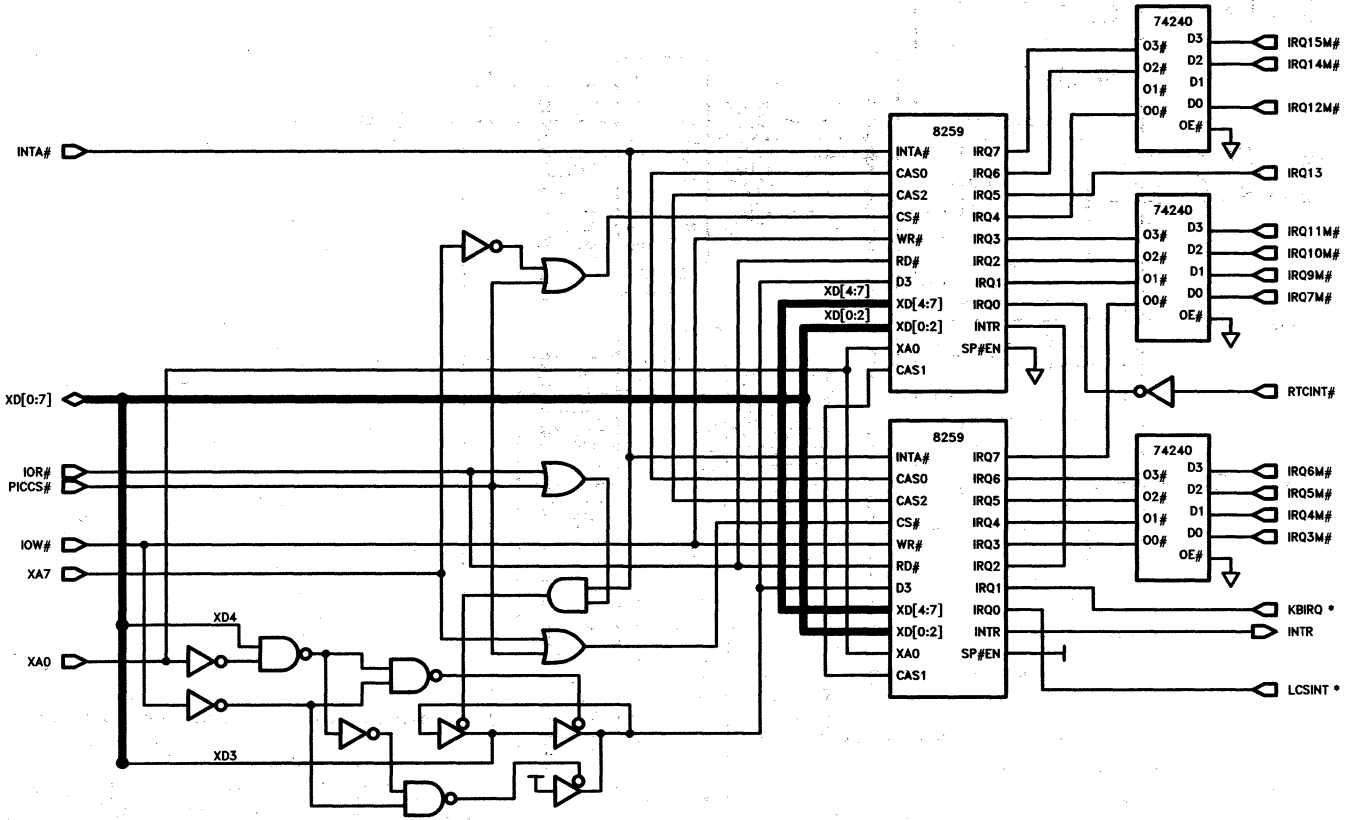 74240
O3#
O2#
O1#
O0#
D3
D2
D1
D0
OE#
IRQ15M#
IRQ14M#
IRQ12M#
INTA#
8259
INTA#
CAS0
CAS2
CS#
WR#
RD#
D3
XD[4:7]
XD[0:2]
XA0
CAS1
IRQ7
IRQ6
IRQ5
IRQ4
IRQ3
IRQ2
IRQ1
IRQ0
INTR
SP#EN
XD[4:7]
XD[0:2]
IRQ13
74240
O3#
O2#
O1#
O0#
D3
D2
D1
D0
OE#
IRQ11M#
IRQ10M#
IRQ9M#
IRQ7M#
RTCINT#
XD[0:7]
IOR#
PICCS#
IOW#
XA7
XA0
XD4
XD3
8259
INTA#
CAS0
CAS2
CS#
WR#
RD#
D3
XD[4:7]
XD[0:2]
XA0
CAS1
IRQ7
IRQ6
IRQ5
IRQ4
IRQ3
IRQ2
IRQ1
IRQ0
INTR
SP#EN
74240
O3#
O2#
O1#
O0#
D3
D2
D1
D0
OE#
IRQ6M#
IRQ5M#
IRQ4M#
IRQ3M#
KBIRQ *
INTR
LCSINT *